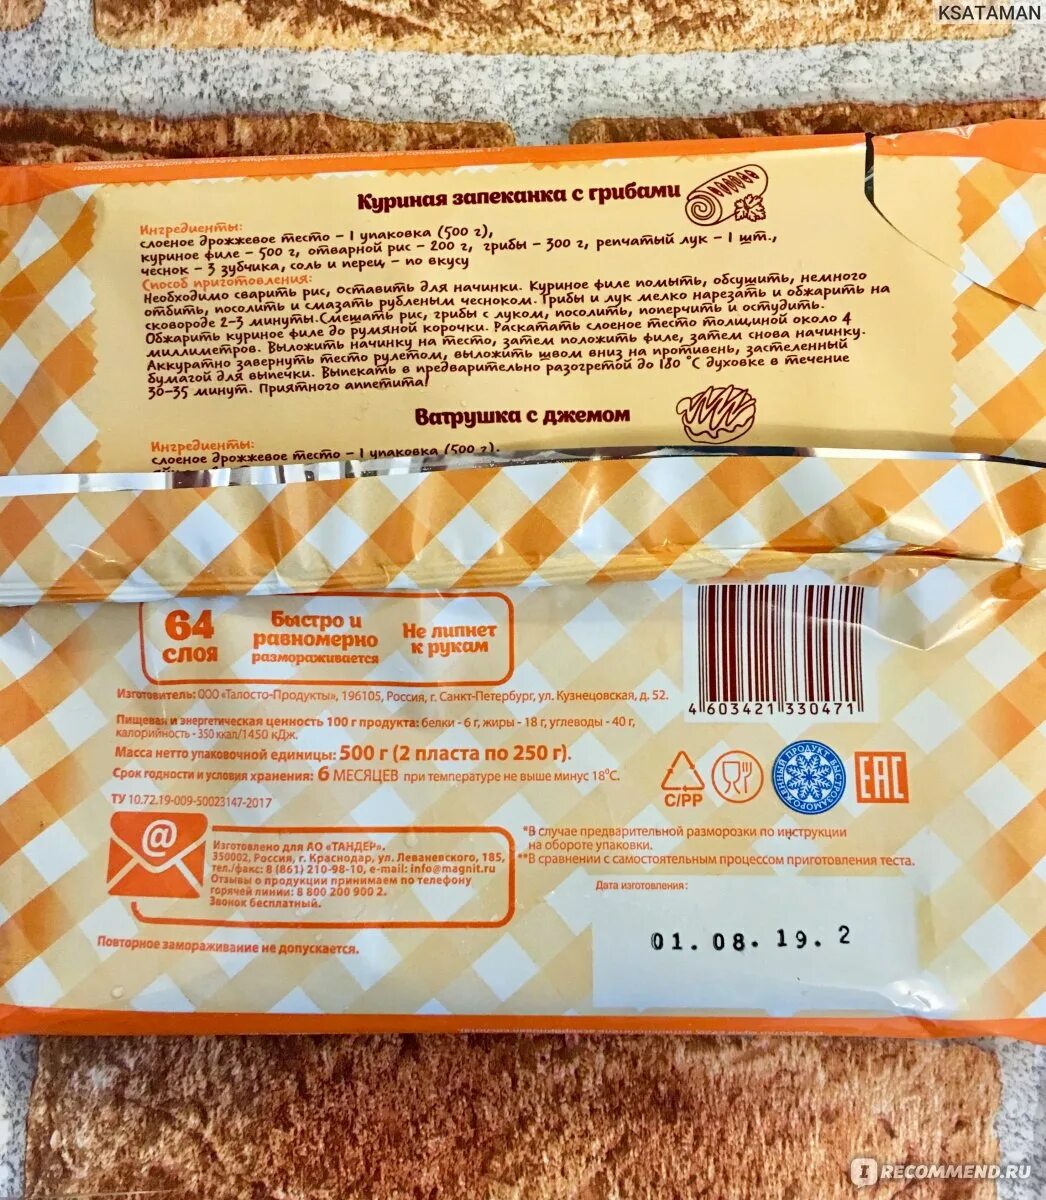 KSATAMAN
Куриная запеканка с грибами
Ингредиенты:
слоеное дрожжевое тесто – 1 упаковка (500 г),
куриное филе – 500 г, отварной рис – 200 г, грибы – 300 г, репчатый лук – 1 шт.,
чеснок – 3 зубчика, соль и перец – по вкусу
Способ приготовления:
Необходимо сварить рис, оставить для начинки. Куриное филе помыть, обсушить, немного
отбить, посолить и смазать рубленым чесноком. Грибы и лук мелко нарезать и обжарить на
сковороде 2–3 минуты. Смешать рис, грибы с луком, посолить, поперчить и остудить.
Обжарить куриное филе до румяной корочки. Раскатать слоеное тесто толщиной около 4
миллиметров. Выложить начинку на тесто, затем положить филе, затем снова начинку.
Аккуратно завернуть тесто рулетом, выложить швом вниз на противень, застеленный
бумагой для выпечки. Выпекать в предварительно разогретой до 180 °С духовке в течение
30–35 минут. Приятного аппетита!
Ватрушка с джемом
Ингредиенты:
слоеное дрожжевое тесто – 1 упаковка (500 г).
64
слоя
Быстро и
равномерно
размораживается
Не липнет
к рукам
Изготовитель: ООО «Талосто-Продукты», 196105, Россия, г. Санкт-Петербург, ул. Кузнецовская, д. 52.
Пищевая и энергетическая ценность 100 г продукта: белки - 6 г, жиры - 18 г, углеводы - 40 г,
калорийность - 350 ккал/1450 кДж.
Масса нетто упаковочной единицы: 500 г (2 пласта по 250 г).
Срок годности и условия хранения: 6 МЕСЯЦЕВ при температуре не выше минус 18°С.
ТУ 10.72.19-009-50023147-2017
4 603421 330471
C/PP
БЫСТРОЗАМОРОЖЕННЫЙ ПРОДУКТ
EAC
@
Изготовлено для АО «ТАНДЕР».
350002, Россия, г. Краснодар, ул. Леваневского, 185,
тел./факс: 8 (861) 210-98-10, e-mail: info@magnit.ru
Отзывы о продукции принимаем по телефону
горячей линии: 8 800 200 900 2.
Звонок бесплатный.
*В случае предварительной разморозки по инструкции
на обороте упаковки.
**В сравнении с самостоятельным процессом приготовления теста.
Дата изготовления:
01.08.19.2
Повторное замораживание не допускается.
IRECOMMEND.RU